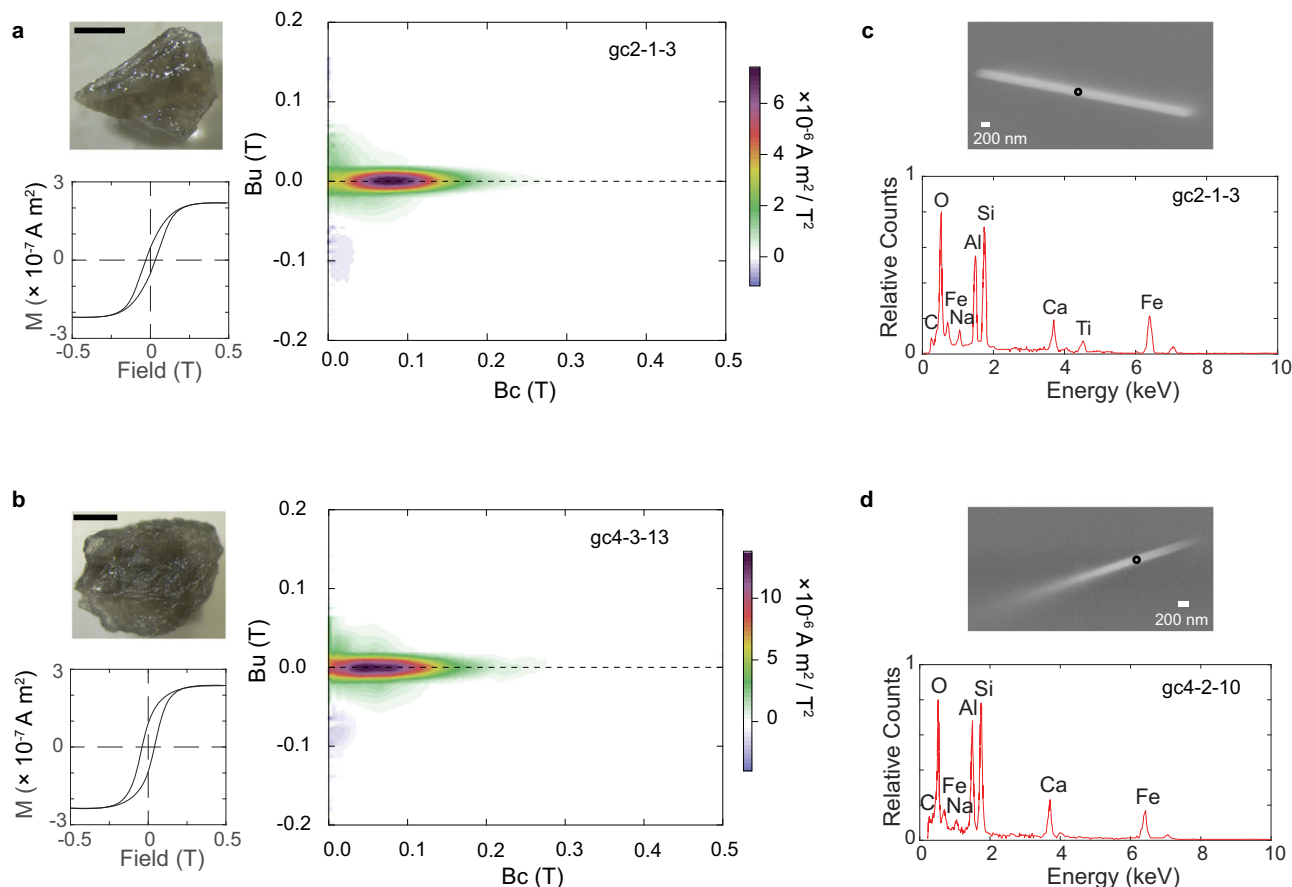 a
gc2-1-3
Bu (T)
0.2
0.1
0.0
-0.1
-0.2
0.0 0.1 0.2 0.3 0.4 0.5
Bc (T)
6
4
2
0
×10⁻⁶ A m² / T²
M (× 10⁻⁷ A m²)
3
0
-3
-0.5 0 0.5
Field (T)
c
200 nm
gc2-1-3
Relative Counts
1
0
C O Fe Na Al Si Ca Ti Fe
0 2 4 6 8 10
Energy (keV)
b
gc4-3-13
Bu (T)
0.2
0.1
0.0
-0.1
-0.2
0.0 0.1 0.2 0.3 0.4 0.5
Bc (T)
10
5
0
×10⁻⁶ A m² / T²
M (× 10⁻⁷ A m²)
3
0
-3
-0.5 0 0.5
Field (T)
d
200 nm
gc4-2-10
Relative Counts
1
0
C O Fe Na Al Si Ca Fe
0 2 4 6 8 10
Energy (keV)